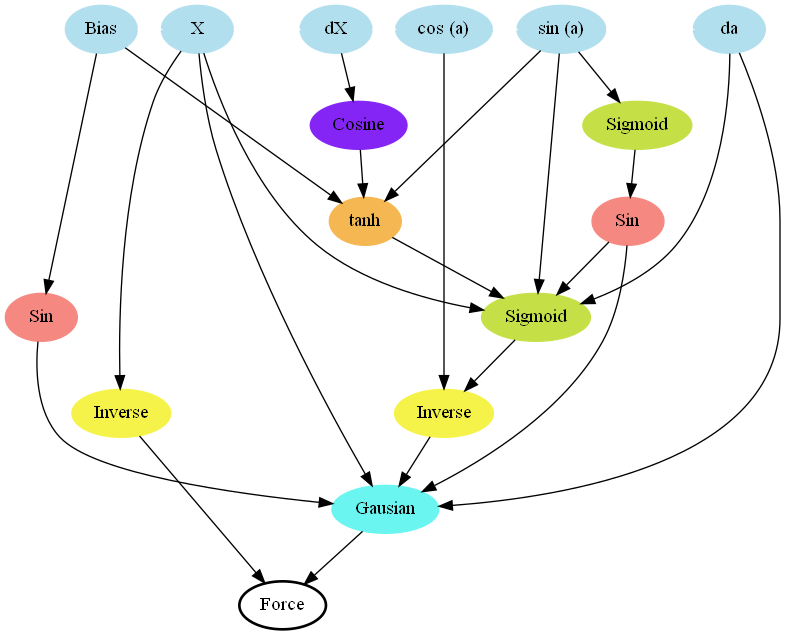 Bias
X
dX
cos (a)
sin (a)
da
Cosine
Sigmoid
tanh
Sin
Sin
Sigmoid
Inverse
Inverse
Gausian
Force